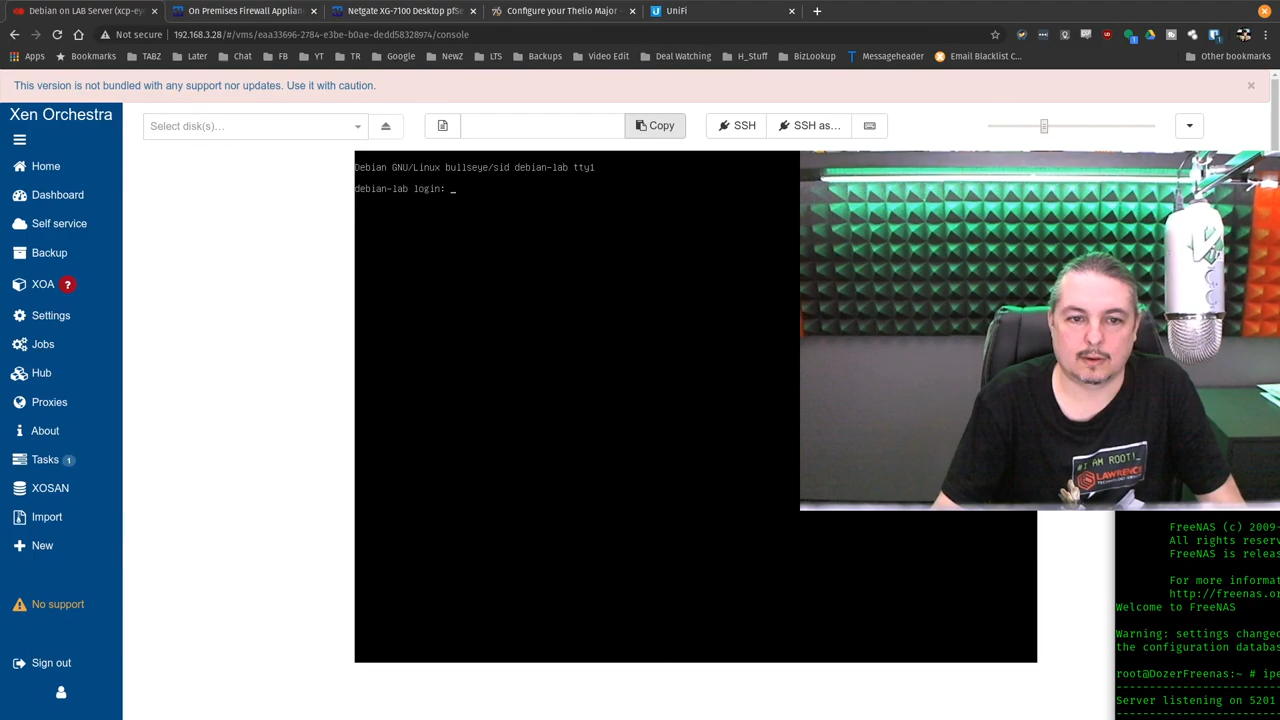 Debian on LAB Server (xcp-ey
On Premises Firewall Applian
Netgate XG-7100 Desktop pfSe
Configure your Thelio Major –
UniFi
Not secure
192.168.3.28/#/vms/eaa33696-2784-e3be-b0ae-dedd58328974/console
Apps
Bookmarks
TABZ
Later
Chat
FB
YT
TR
Google
NewZ
LTS
Backups
Video Edit
Deal Watching
H_Stuff
BizLookup
Messageheader
Email Blacklist C...
Other bookmarks
This version is not bundled with any support nor updates. Use it with caution.
Xen Orchestra
Select disk(s)...
Copy
SSH
SSH as...
Home
Dashboard
Self service
Backup
XOA ?
Settings
Jobs
Hub
Proxies
About
Tasks 1
XOSAN
Import
New
No support
Sign out
Debian GNU/Linux bullseye/sid debian-lab tty1
debian-lab login: _
#I AM ROOT!_
LAWRENCE
FreeNAS (c) 2009-
All rights reserv
FreeNAS is releas
For more informat
http://freenas.or
Welcome to FreeNAS
Warning: settings changed
the configuration databas
root@DozerFreenas:~ # ipe
Server listening on 5201